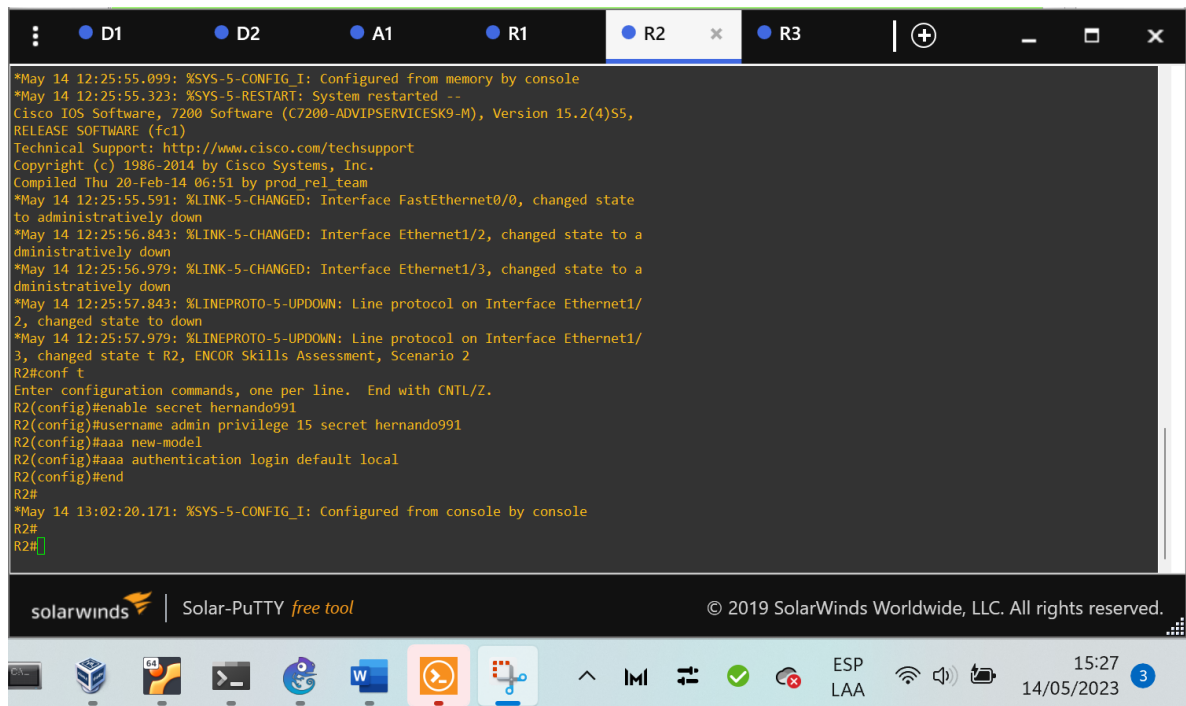 D1
D2
A1
R1
R2
R3
*May 14 12:25:55.099: %SYS-5-CONFIG_I: Configured from memory by console
*May 14 12:25:55.323: %SYS-5-RESTART: System restarted --
Cisco IOS Software, 7200 Software (C7200-ADVIPSERVICESK9-M), Version 15.2(4)S5,
RELEASE SOFTWARE (fc1)
Technical Support: http://www.cisco.com/techsupport
Copyright (c) 1986-2014 by Cisco Systems, Inc.
Compiled Thu 20-Feb-14 06:51 by prod_rel_team
*May 14 12:25:55.591: %LINK-5-CHANGED: Interface FastEthernet0/0, changed state
to administratively down
*May 14 12:25:56.843: %LINK-5-CHANGED: Interface Ethernet1/2, changed state to a
dministratively down
*May 14 12:25:56.979: %LINK-5-CHANGED: Interface Ethernet1/3, changed state to a
dministratively down
*May 14 12:25:57.843: %LINEPROTO-5-UPDOWN: Line protocol on Interface Ethernet1/
2, changed state to down
*May 14 12:25:57.979: %LINEPROTO-5-UPDOWN: Line protocol on Interface Ethernet1/
3, changed state t R2, ENCOR Skills Assessment, Scenario 2
R2#conf t
Enter configuration commands, one per line.  End with CNTL/Z.
R2(config)#enable secret hernando991
R2(config)#username admin privilege 15 secret hernando991
R2(config)#aaa new-model
R2(config)#aaa authentication login default local
R2(config)#end
R2#
*May 14 13:02:20.171: %SYS-5-CONFIG_I: Configured from console by console
R2#
R2#
solarwinds | Solar-PuTTY free tool
© 2019 SolarWinds Worldwide, LLC. All rights reserved.
64
W
ESP
LAA
15:27
14/05/2023
3